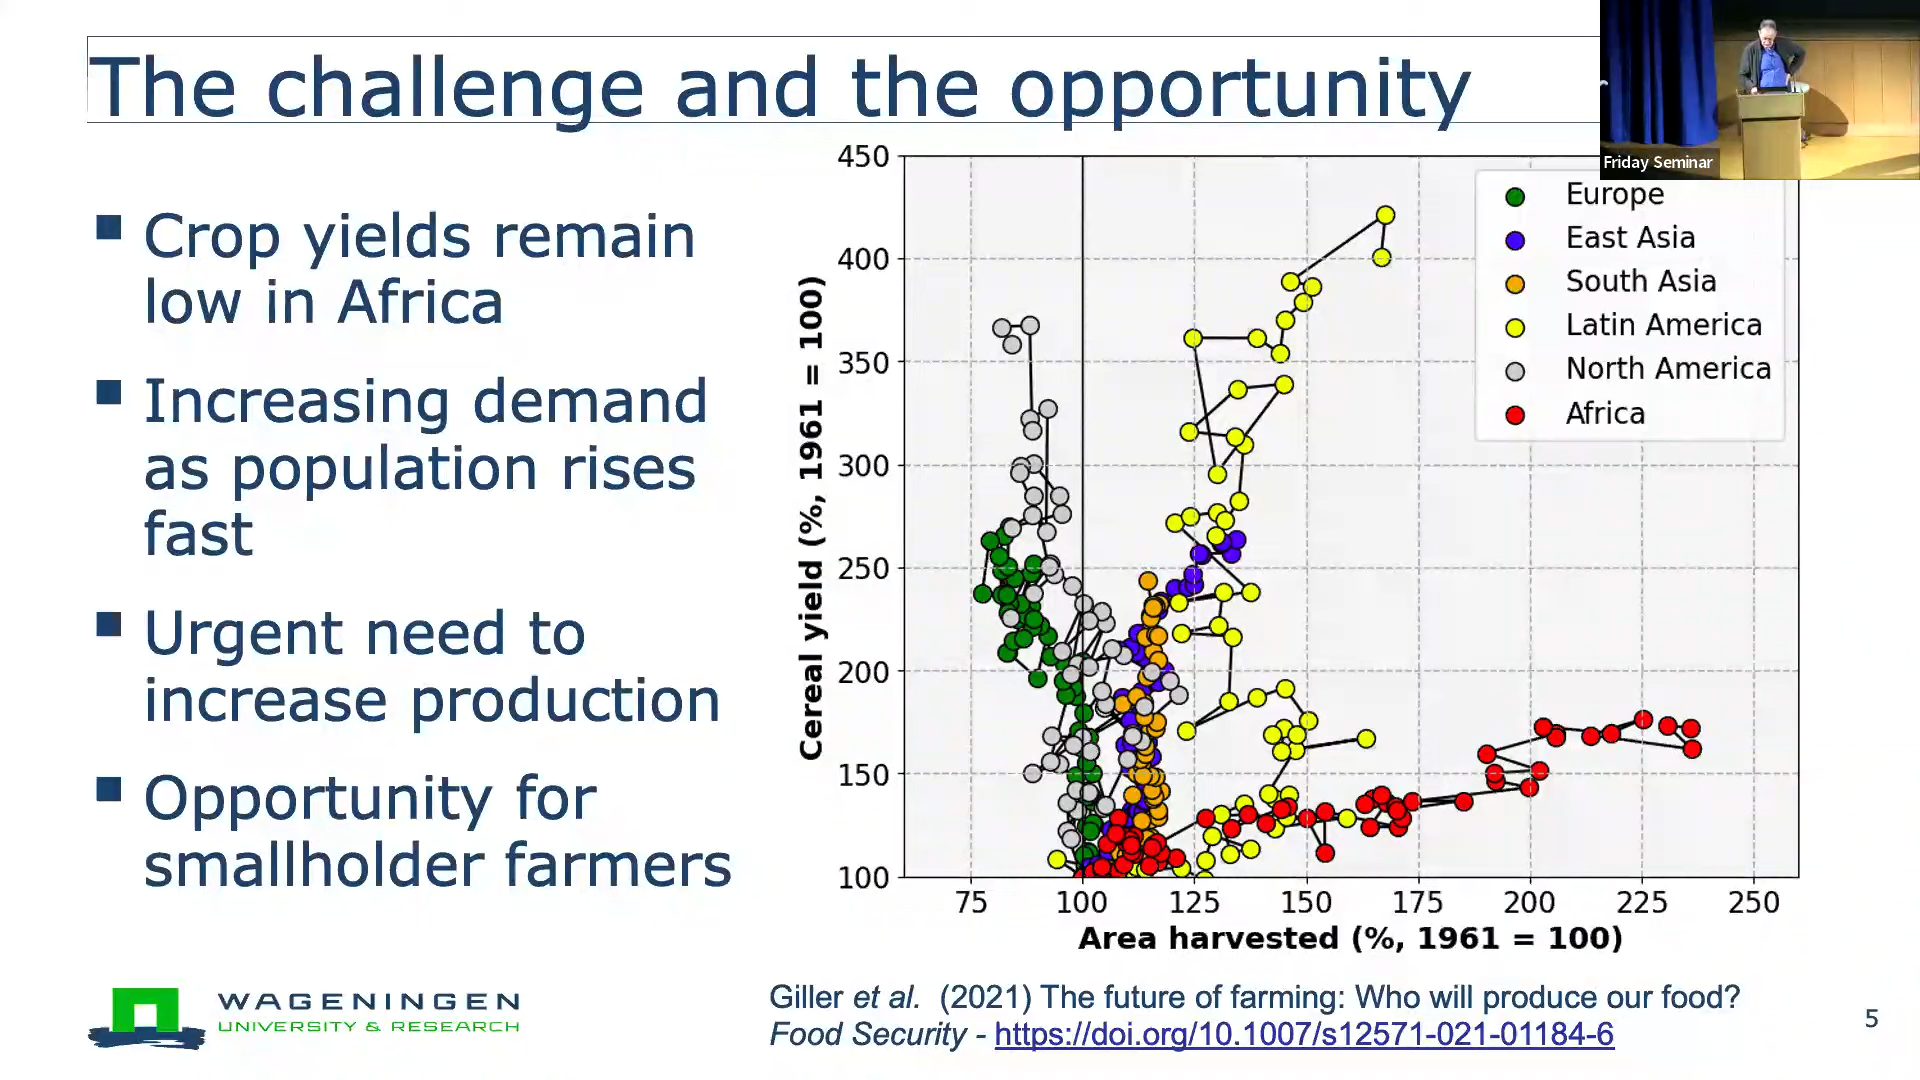 The challenge and the opportunity
Friday Seminar
Crop yields remain
low in Africa
Increasing demand
as population rises
fast
Urgent need to
increase production
Opportunity for
smallholder farmers
Cereal yield (%, 1961 = 100)
450
400
350
300
250
200
150
100
75 100 125 150 175 200 225 250
Area harvested (%, 1961 = 100)
Europe
East Asia
South Asia
Latin America
North America
Africa
WAGENINGEN
UNIVERSITY & RESEARCH
Giller et al. (2021) The future of farming: Who will produce our food?
Food Security - https://doi.org/10.1007/s12571-021-01184-6
5